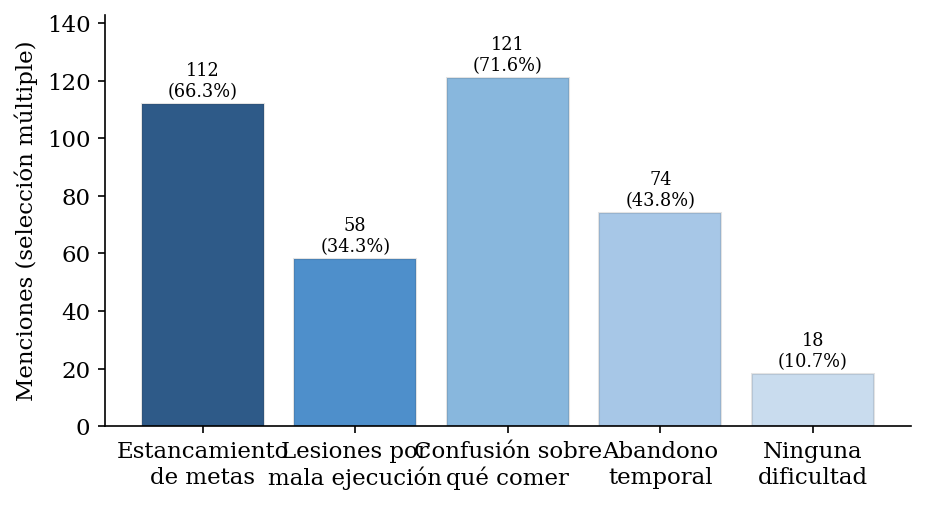 Menciones (selección múltiple)
140
120
100
80
60
40
20
0
112
(66.3%)
58
(34.3%)
121
(71.6%)
74
(43.8%)
18
(10.7%)
Estancamiento
de metas
Lesiones por
mala ejecución
Confusión sobre
qué comer
Abandono
temporal
Ninguna
dificultad